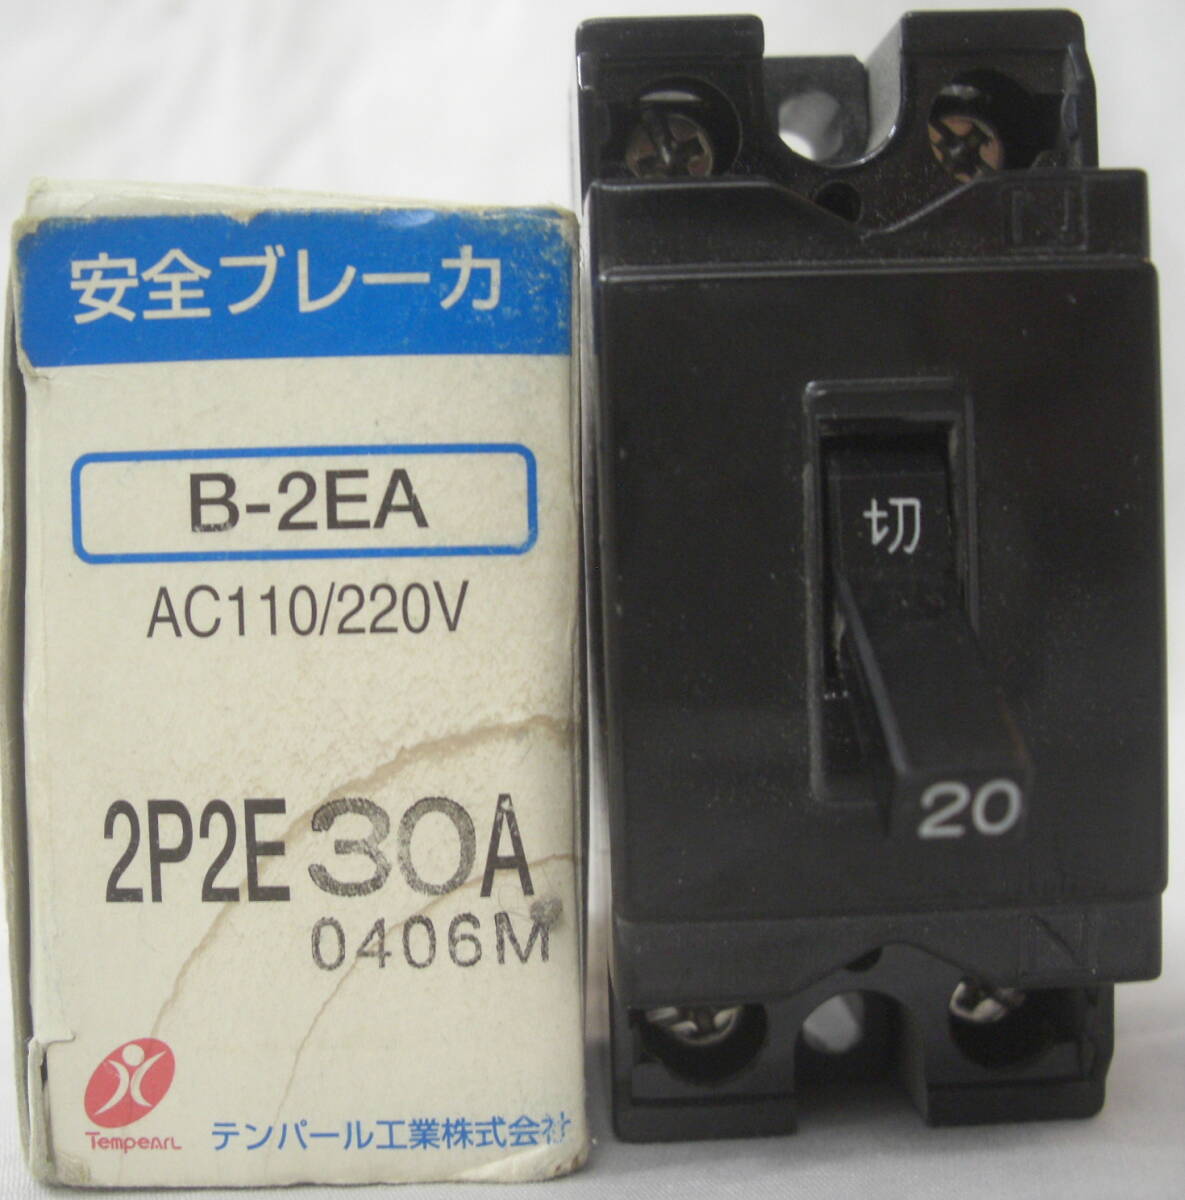 安全ブレーカ
B-2EA
AC110/220V
2P2E 30A
0406M
Tempearl
テンパール工業株式会社
N
切
20
N